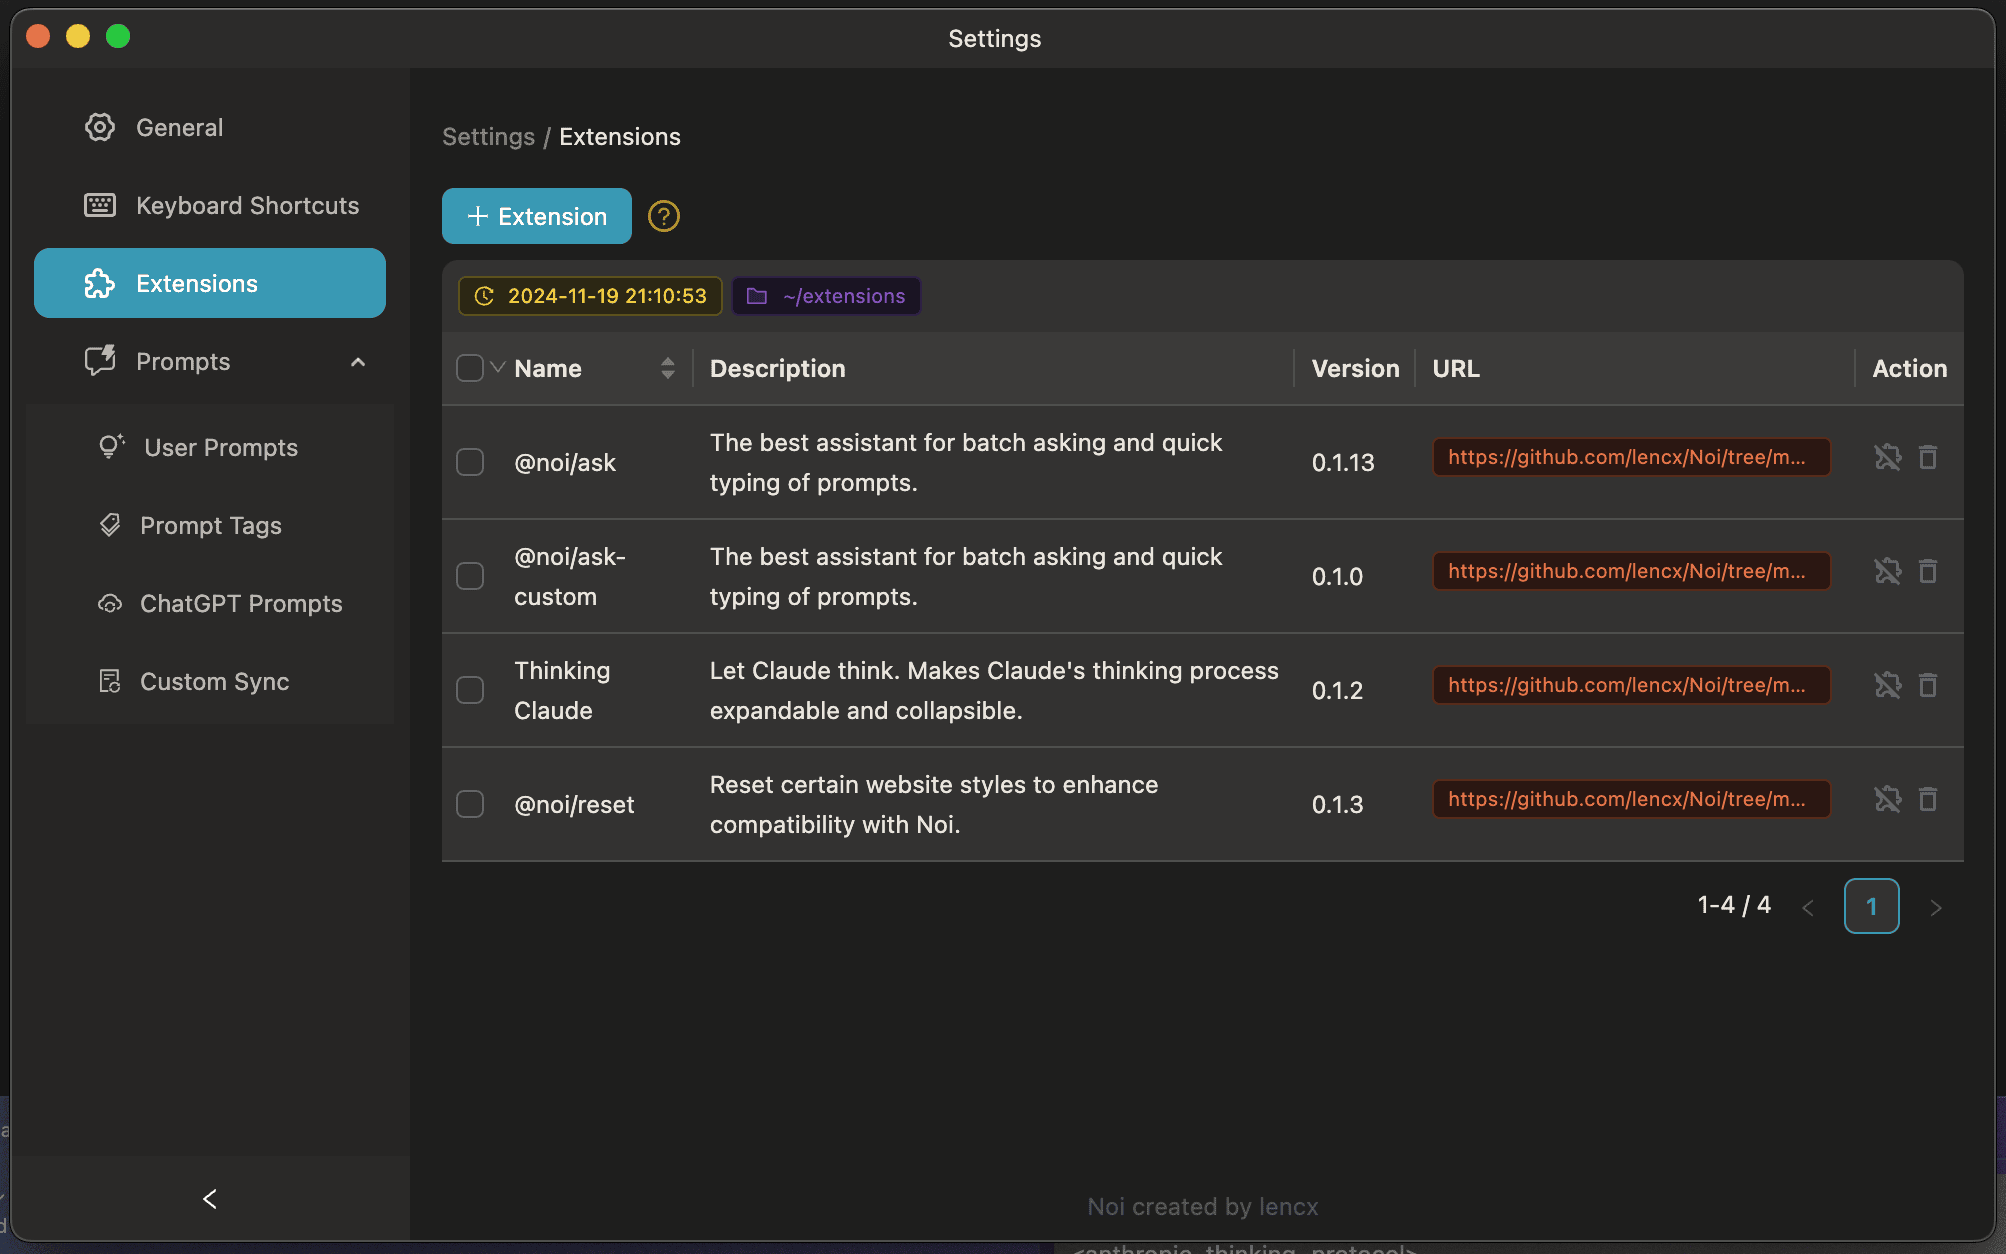 Settings
General
Keyboard Shortcuts
Extensions
Prompts
User Prompts
Prompt Tags
ChatGPT Prompts
Custom Sync
Settings / Extensions
+ Extension ?
2024-11-19 21:10:53 ~/extensions
Name Description Version URL Action
@noi/ask
The best assistant for batch asking and quick
typing of prompts.
0.1.13
https://github.com/lencx/Noi/tree/m...
@noi/ask-
custom
The best assistant for batch asking and quick
typing of prompts.
0.1.0
https://github.com/lencx/Noi/tree/m...
Thinking
Claude
Let Claude think. Makes Claude's thinking process
expandable and collapsible.
0.1.2
https://github.com/lencx/Noi/tree/m...
@noi/reset
Reset certain website styles to enhance
compatibility with Noi.
0.1.3
https://github.com/lencx/Noi/tree/m...
1-4 / 4 < 1 >
Noi created by lencx
<anthropic_thinking_protocol>